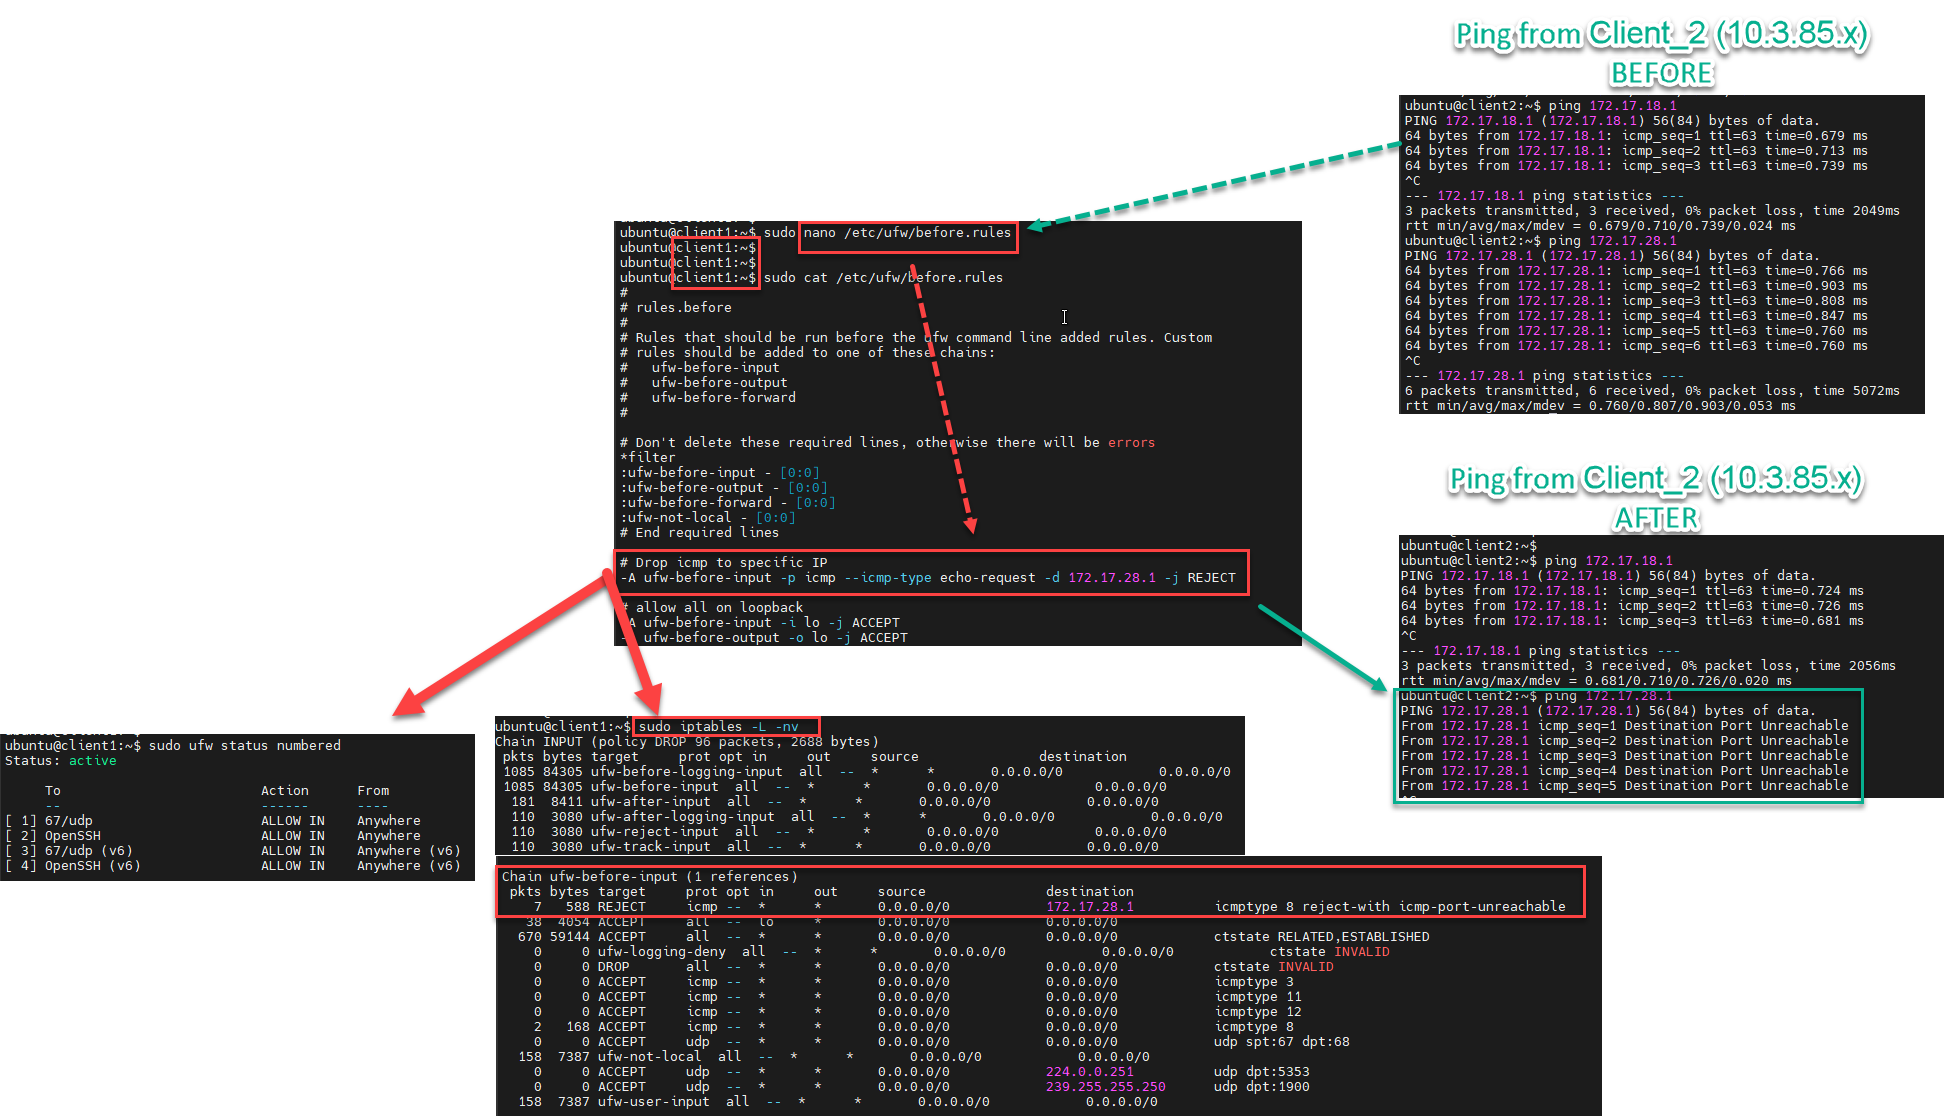 Ping from Client_2 (10.3.85.x)
BEFORE
ubuntu@client2:~$ ping 172.17.18.1
PING 172.17.18.1 (172.17.18.1) 56(84) bytes of data.
64 bytes from 172.17.18.1: icmp_seq=1 ttl=63 time=0.679 ms
64 bytes from 172.17.18.1: icmp_seq=2 ttl=63 time=0.713 ms
64 bytes from 172.17.18.1: icmp_seq=3 ttl=63 time=0.739 ms
^C
--- 172.17.18.1 ping statistics ---
3 packets transmitted, 3 received, 0% packet loss, time 2049ms
rtt min/avg/max/mdev = 0.679/0.710/0.739/0.024 ms
ubuntu@client2:~$ ping 172.17.28.1
PING 172.17.28.1 (172.17.28.1) 56(84) bytes of data.
64 bytes from 172.17.28.1: icmp_seq=1 ttl=63 time=0.766 ms
64 bytes from 172.17.28.1: icmp_seq=2 ttl=63 time=0.903 ms
64 bytes from 172.17.28.1: icmp_seq=3 ttl=63 time=0.808 ms
64 bytes from 172.17.28.1: icmp_seq=4 ttl=63 time=0.847 ms
64 bytes from 172.17.28.1: icmp_seq=5 ttl=63 time=0.760 ms
64 bytes from 172.17.28.1: icmp_seq=6 ttl=63 time=0.760 ms
^C
--- 172.17.28.1 ping statistics ---
6 packets transmitted, 6 received, 0% packet loss, time 5072ms
rtt min/avg/max/mdev = 0.760/0.807/0.903/0.053 ms
ubuntu@client1:~$ sudo nano /etc/ufw/before.rules
ubuntu@client1:~$
ubuntu@client1:~$
ubuntu@client1:~$ sudo cat /etc/ufw/before.rules
#
# rules.before
#
# Rules that should be run before the ufw command line added rules. Custom
# rules should be added to one of these chains:
#   ufw-before-input
#   ufw-before-output
#   ufw-before-forward
#
# Don't delete these required lines, otherwise there will be errors
*filter
:ufw-before-input - [0:0]
:ufw-before-output - [0:0]
:ufw-before-forward - [0:0]
:ufw-not-local - [0:0]
# End required lines
# Drop icmp to specific IP
-A ufw-before-input -p icmp --icmp-type echo-request -d 172.17.28.1 -j REJECT
# allow all on loopback
-A ufw-before-input -i lo -j ACCEPT
-A ufw-before-output -o lo -j ACCEPT
Ping from Client_2 (10.3.85.x)
AFTER
ubuntu@client2:~$
ubuntu@client2:~$ ping 172.17.18.1
PING 172.17.18.1 (172.17.18.1) 56(84) bytes of data.
64 bytes from 172.17.18.1: icmp_seq=1 ttl=63 time=0.724 ms
64 bytes from 172.17.18.1: icmp_seq=2 ttl=63 time=0.726 ms
64 bytes from 172.17.18.1: icmp_seq=3 ttl=63 time=0.681 ms
^C
--- 172.17.18.1 ping statistics ---
3 packets transmitted, 3 received, 0% packet loss, time 2056ms
rtt min/avg/max/mdev = 0.681/0.710/0.726/0.020 ms
ubuntu@client2:~$ ping 172.17.28.1
PING 172.17.28.1 (172.17.28.1) 56(84) bytes of data.
From 172.17.28.1 icmp_seq=1 Destination Port Unreachable
From 172.17.28.1 icmp_seq=2 Destination Port Unreachable
From 172.17.28.1 icmp_seq=3 Destination Port Unreachable
From 172.17.28.1 icmp_seq=4 Destination Port Unreachable
From 172.17.28.1 icmp_seq=5 Destination Port Unreachable
ubuntu@client1:~$ sudo ufw status numbered
Status: active
To Action From
-- ------ ----
[ 1] 67/udp ALLOW IN Anywhere
[ 2] OpenSSH ALLOW IN Anywhere
[ 3] 67/udp (v6) ALLOW IN Anywhere (v6)
[ 4] OpenSSH (v6) ALLOW IN Anywhere (v6)
ubuntu@client1:~$ sudo iptables -L -nv
Chain INPUT (policy DROP 96 packets, 2688 bytes)
pkts bytes target prot opt in out source destination
1085 84305 ufw-before-logging-input all -- * * 0.0.0.0/0 0.0.0.0/0
1085 84305 ufw-before-input all -- * * 0.0.0.0/0 0.0.0.0/0
181 8411 ufw-after-input all -- * * 0.0.0.0/0 0.0.0.0/0
110 3080 ufw-after-logging-input all -- * * 0.0.0.0/0 0.0.0.0/0
110 3080 ufw-reject-input all -- * * 0.0.0.0/0 0.0.0.0/0
110 3080 ufw-track-input all -- * * 0.0.0.0/0 0.0.0.0/0
Chain ufw-before-input (1 references)
pkts bytes target prot opt in out source destination
7 588 REJECT icmp -- * * 0.0.0.0/0 172.17.28.1 icmptype 8 reject-with icmp-port-unreachable
38 4054 ACCEPT all -- lo * 0.0.0.0/0 0.0.0.0/0
670 59144 ACCEPT all -- * * 0.0.0.0/0 0.0.0.0/0 ctstate RELATED,ESTABLISHED
0 0 ufw-logging-deny all -- * * 0.0.0.0/0 0.0.0.0/0 ctstate INVALID
0 0 DROP all -- * * 0.0.0.0/0 0.0.0.0/0 ctstate INVALID
0 0 ACCEPT icmp -- * * 0.0.0.0/0 0.0.0.0/0 icmptype 3
0 0 ACCEPT icmp -- * * 0.0.0.0/0 0.0.0.0/0 icmptype 11
0 0 ACCEPT icmp -- * * 0.0.0.0/0 0.0.0.0/0 icmptype 12
2 168 ACCEPT icmp -- * * 0.0.0.0/0 0.0.0.0/0 icmptype 8
0 0 ACCEPT udp -- * * 0.0.0.0/0 0.0.0.0/0 udp spt:67 dpt:68
158 7387 ufw-not-local all -- * * 0.0.0.0/0 0.0.0.0/0
0 0 ACCEPT udp -- * * 0.0.0.0/0 224.0.0.251 udp dpt:5353
0 0 ACCEPT udp -- * * 0.0.0.0/0 239.255.255.250 udp dpt:1900
158 7387 ufw-user-input all -- * * 0.0.0.0/0 0.0.0.0/0